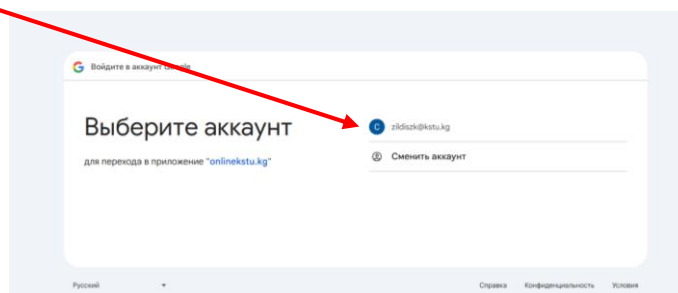 Войдите в аккаунт Google
Выберите аккаунт
для перехода в приложение "onlinekstu.kg"
C
zildiszk@kstu.kg
Сменить аккаунт
Русский
Справка Конфиденциальность Условия